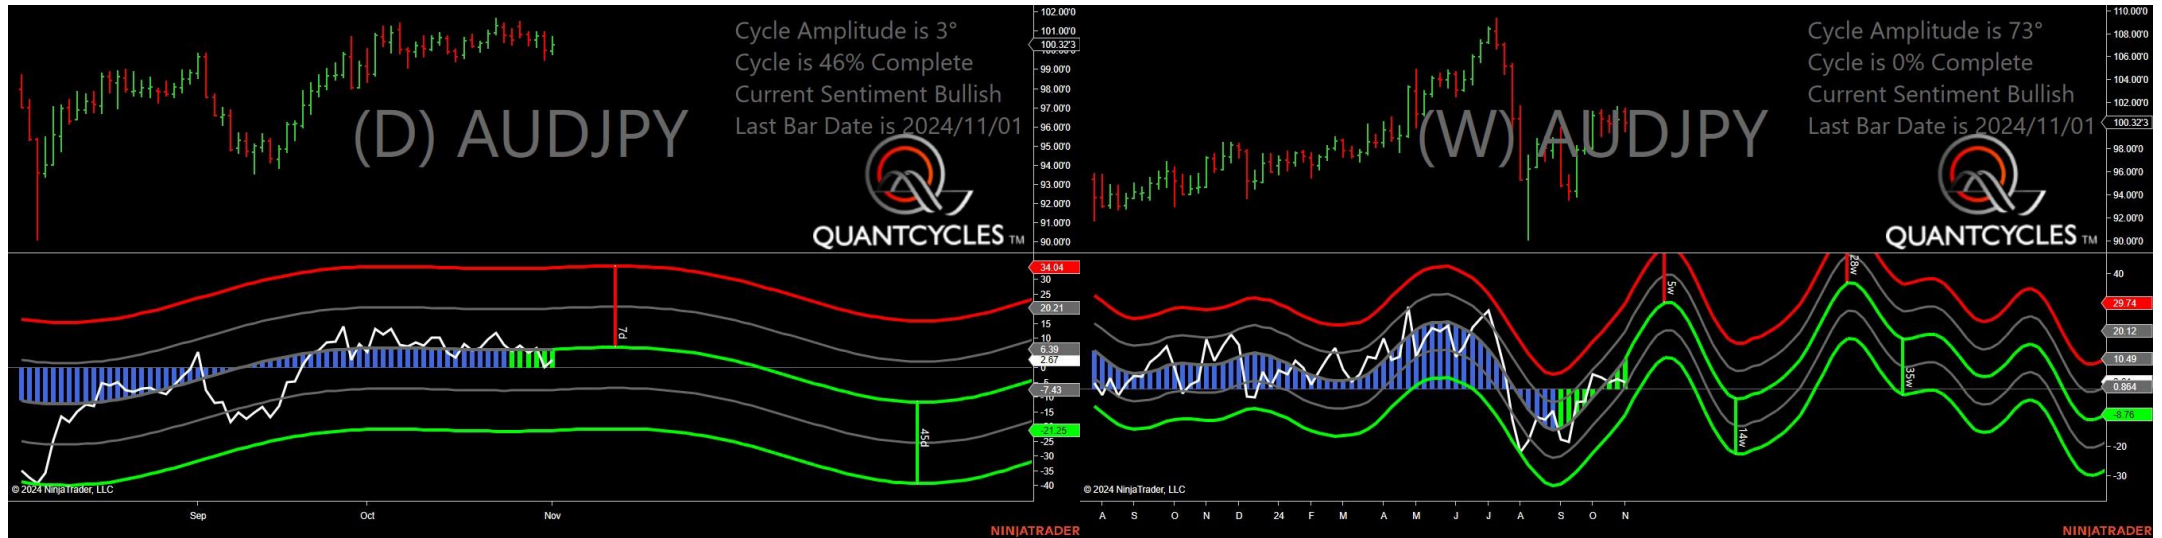 Cycle Amplitude is 3°
Cycle is 46% Complete
Current Sentiment Bullish
Last Bar Date is 2024/11/01
(D) AUDJPY
QUANTCYCLES TM
102.00'0
101.00'0
100.32'3
99.00'0
98.00'0
97.00'0
96.00'0
95.00'0
94.00'0
93.00'0
92.00'0
91.00'0
90.00'0
34.04
30
25
20.21
15
10
6.39
2.67
0
-7.43
-10
-15
-21.25
-25
-30
-35
-40
7d
45d
© 2024 NinjaTrader, LLC
Sep
Oct
Nov
NINJATRADER
Cycle Amplitude is 73°
Cycle is 0% Complete
Current Sentiment Bullish
Last Bar Date is 2024/11/01
(W) AUDJPY
QUANTCYCLES TM
110.00'0
108.00'0
106.00'0
104.00'0
102.00'0
100.32'3
98.00'0
96.00'0
94.00'0
92.00'0
90.00'0
40
29.74
20.12
10.49
0.864
-8.76
-20
-30
5w
14w
28w
35w
© 2024 NinjaTrader, LLC
A S O N D 24 F M A M J J A S O N
NINJATRADER